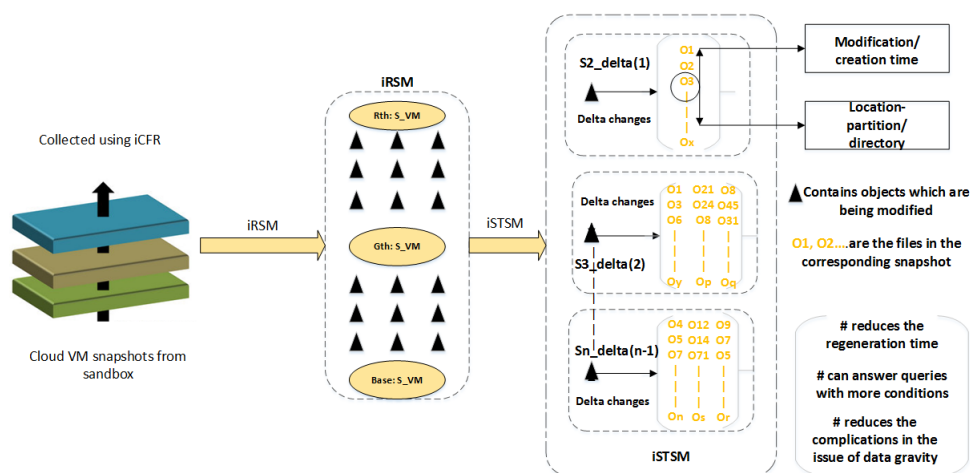 Collected using iCFR
Cloud VM snapshots from
sandbox
iRSM
iRSM
Rth: S_VM
Gth: S_VM
Base: S_VM
iSTSM
S2_delta(1)
Delta changes
O1
O2
O3
Ox
Modification/
creation time
Location-
partition/
directory
Delta changes
S3_delta(2)
O1 O21 O8
O3 O24 O45
O6 O8 O31
Oy Op Oq
Sn_delta(n-1)
Delta changes
O4 O12 O9
O5 O14 O7
O7 O71 O5
On Os Or
iSTSM
Contains objects which are
being modified
O1, O2....are the files in the
corresponding snapshot
# reduces the
regeneration time
# can answer queries
with more conditions
# reduces the
complications in the
issue of data gravity